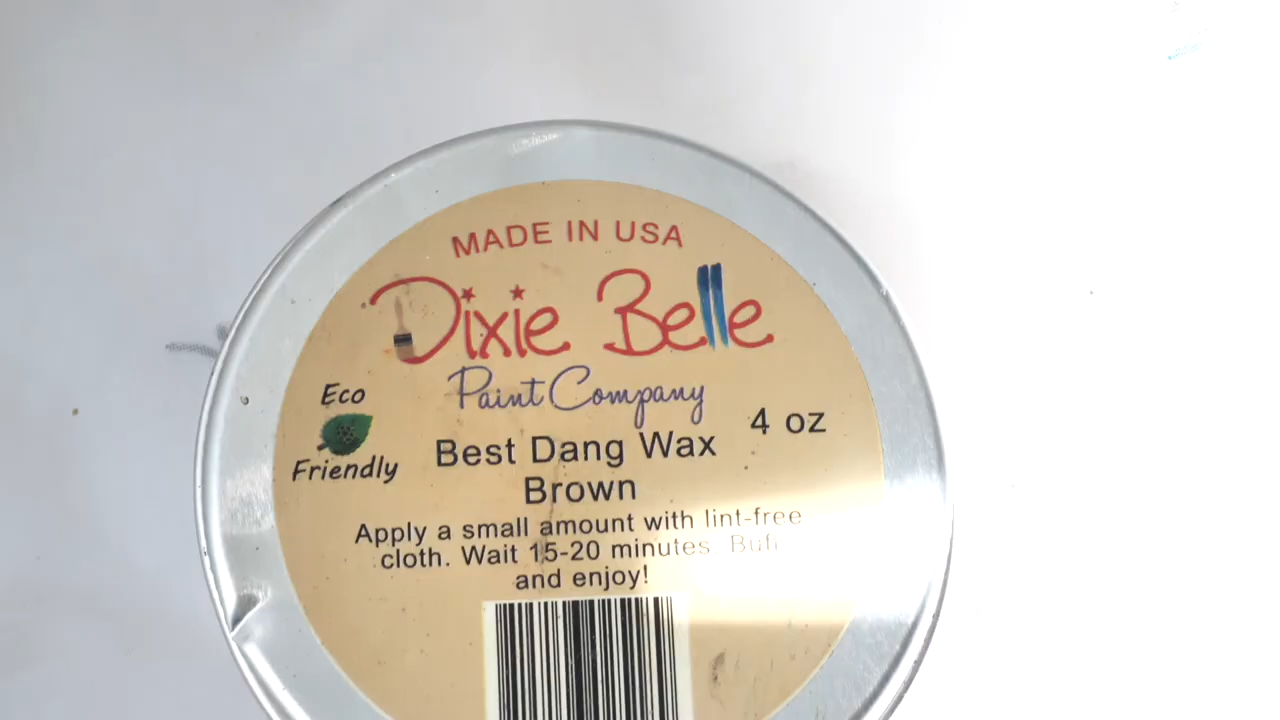 MADE IN USA
Dixie Belle
Paint Company
Eco
Friendly
4 oz
Best Dang Wax
Brown
Apply a small amount with lint-free
cloth. Wait 15-20 minutes. Buff
and enjoy!